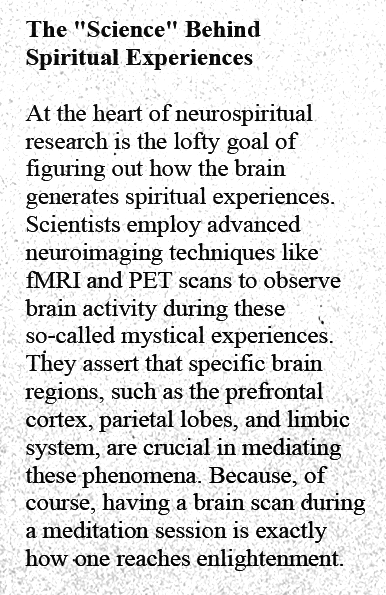 The "Science" Behind
Spiritual Experiences
At the heart of neurospiritual
research is the lofty goal of
figuring out how the brain
generates spiritual experiences.
Scientists employ advanced
neuroimaging techniques like
fMRI and PET scans to observe
brain activity during these
so-called mystical experiences.
They assert that specific brain
regions, such as the prefrontal
cortex, parietal lobes, and limbic
system, are crucial in mediating
these phenomena. Because, of
course, having a brain scan during
a meditation session is exactly
how one reaches enlightenment.